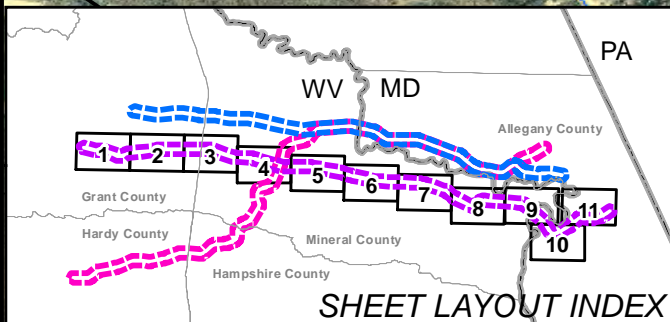 PA
WV MD
Allegany County
1 2 3 4 5 6 7 8 9 10 11
Grant County
Hardy County
Mineral County
Hampshire County
SHEET LAYOUT INDEX